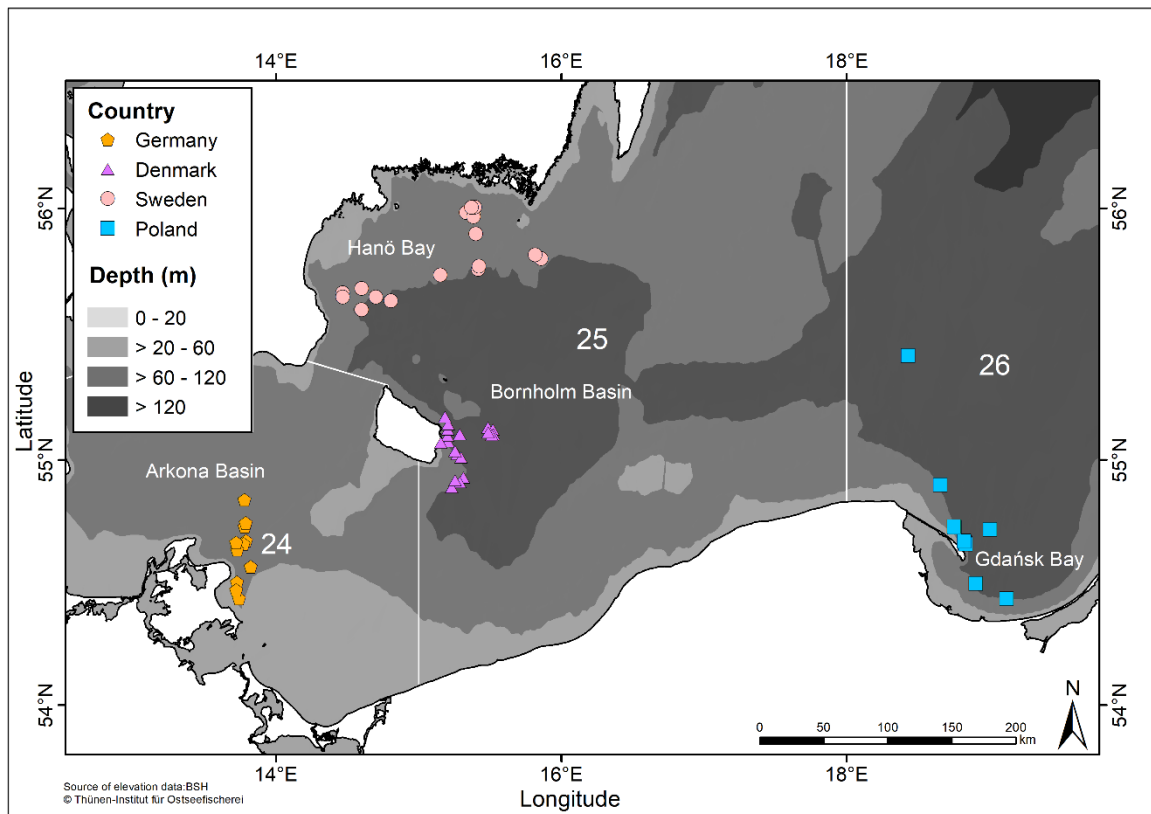 14°E 16°E 18°E
Country
Germany
Denmark
Sweden
Poland
Depth (m)
0 - 20
> 20 - 60
> 60 - 120
> 120
56°N 56°N
Hanö Bay
25
26
Bornholm Basin
Latitude
55°N 55°N
Arkona Basin
24
Gdańsk Bay
54°N 54°N
N
0 50 100 150 200
km
14°E 16°E 18°E
Source of elevation data:BSH
© Thünen-Institut für Ostseefischerei
Longitude